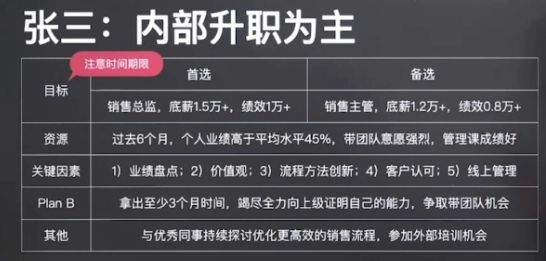 张三：内部升职为主
注意时间期限
目标
首选
备选
销售总监，底薪1.5万+，绩效1万+
销售主管，底薪1.2万+，绩效0.8万+
资源
过去6个月，个人业绩高于平均水平45%，带团队意愿强烈，管理课成绩好
关键因素
1）业绩盘点；2）价值观；3）流程方法创新；4）客户认可；5）线上管理
Plan B
拿出至少3个月时间，竭尽全力向上级证明自己的能力，争取带团队机会
其他
与优秀同事持续探讨优化更高效的销售流程，参加外部培训机会